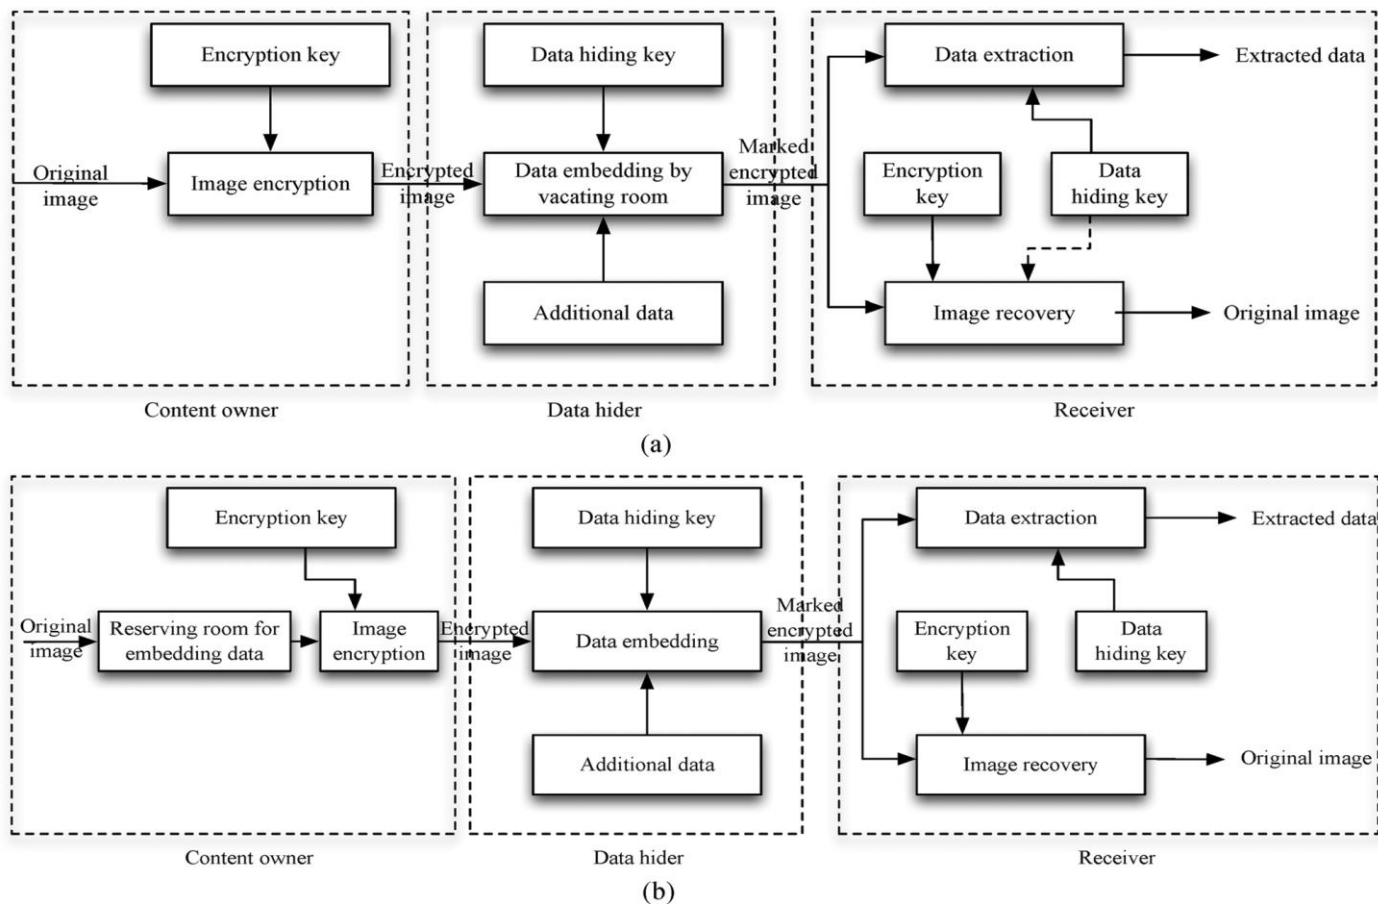 Encryption key
Data hiding key
Data extraction
Extracted data
Original
image
Image encryption
Encrypted
image
Data embedding by
vacating room
Marked
encrypted
image
Encryption
key
Data
hiding key
Additional data
Image recovery
Original image
Content owner
Data hider
Receiver
(a)
Encryption key
Data hiding key
Data extraction
Extracted data
Original
image
Reserving room for
embedding data
Image
encryption
Encrypted
image
Data embedding
Marked
encrypted
image
Encryption
key
Data
hiding key
Additional data
Image recovery
Original image
Content owner
Data hider
Receiver
(b)